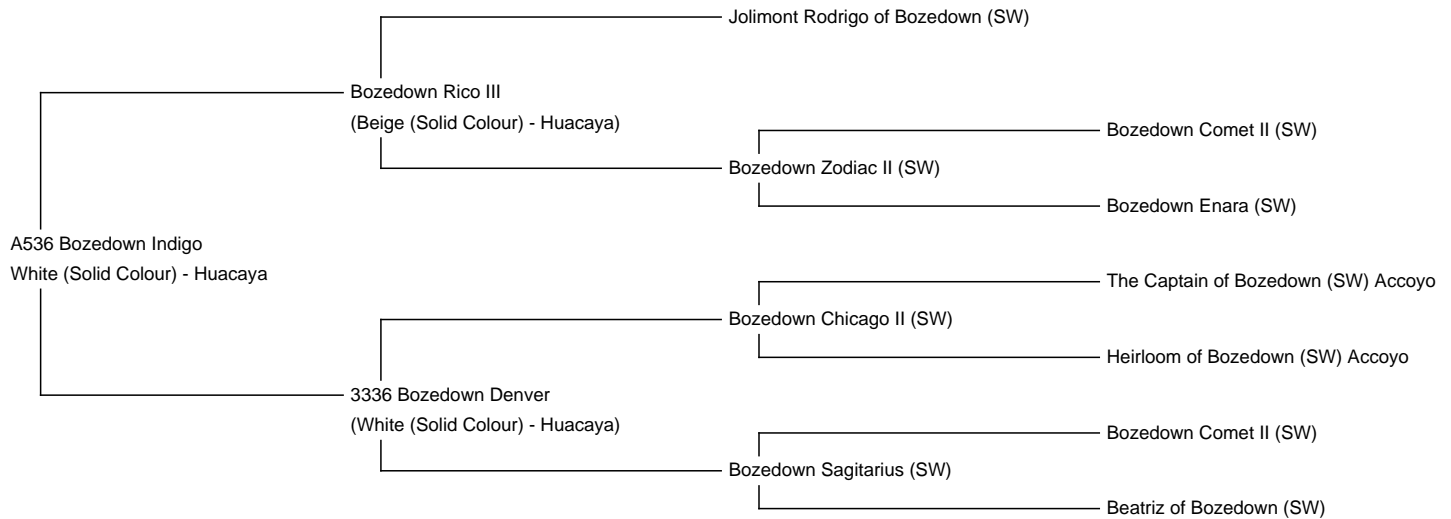 Jolimont Rodrigo of Bozedown (SW)
Bozedown Rico III
(Beige (Solid Colour) - Huacaya)
Bozedown Comet II (SW)
Bozedown Zodiac II (SW)
Bozedown Enara (SW)
A536 Bozedown Indigo
White (Solid Colour) - Huacaya
The Captain of Bozedown (SW) Accoyo
Bozedown Chicago II (SW)
Heirloom of Bozedown (SW) Accoyo
3336 Bozedown Denver
(White (Solid Colour) - Huacaya)
Bozedown Comet II (SW)
Bozedown Sagitarius (SW)
Beatriz of Bozedown (SW)